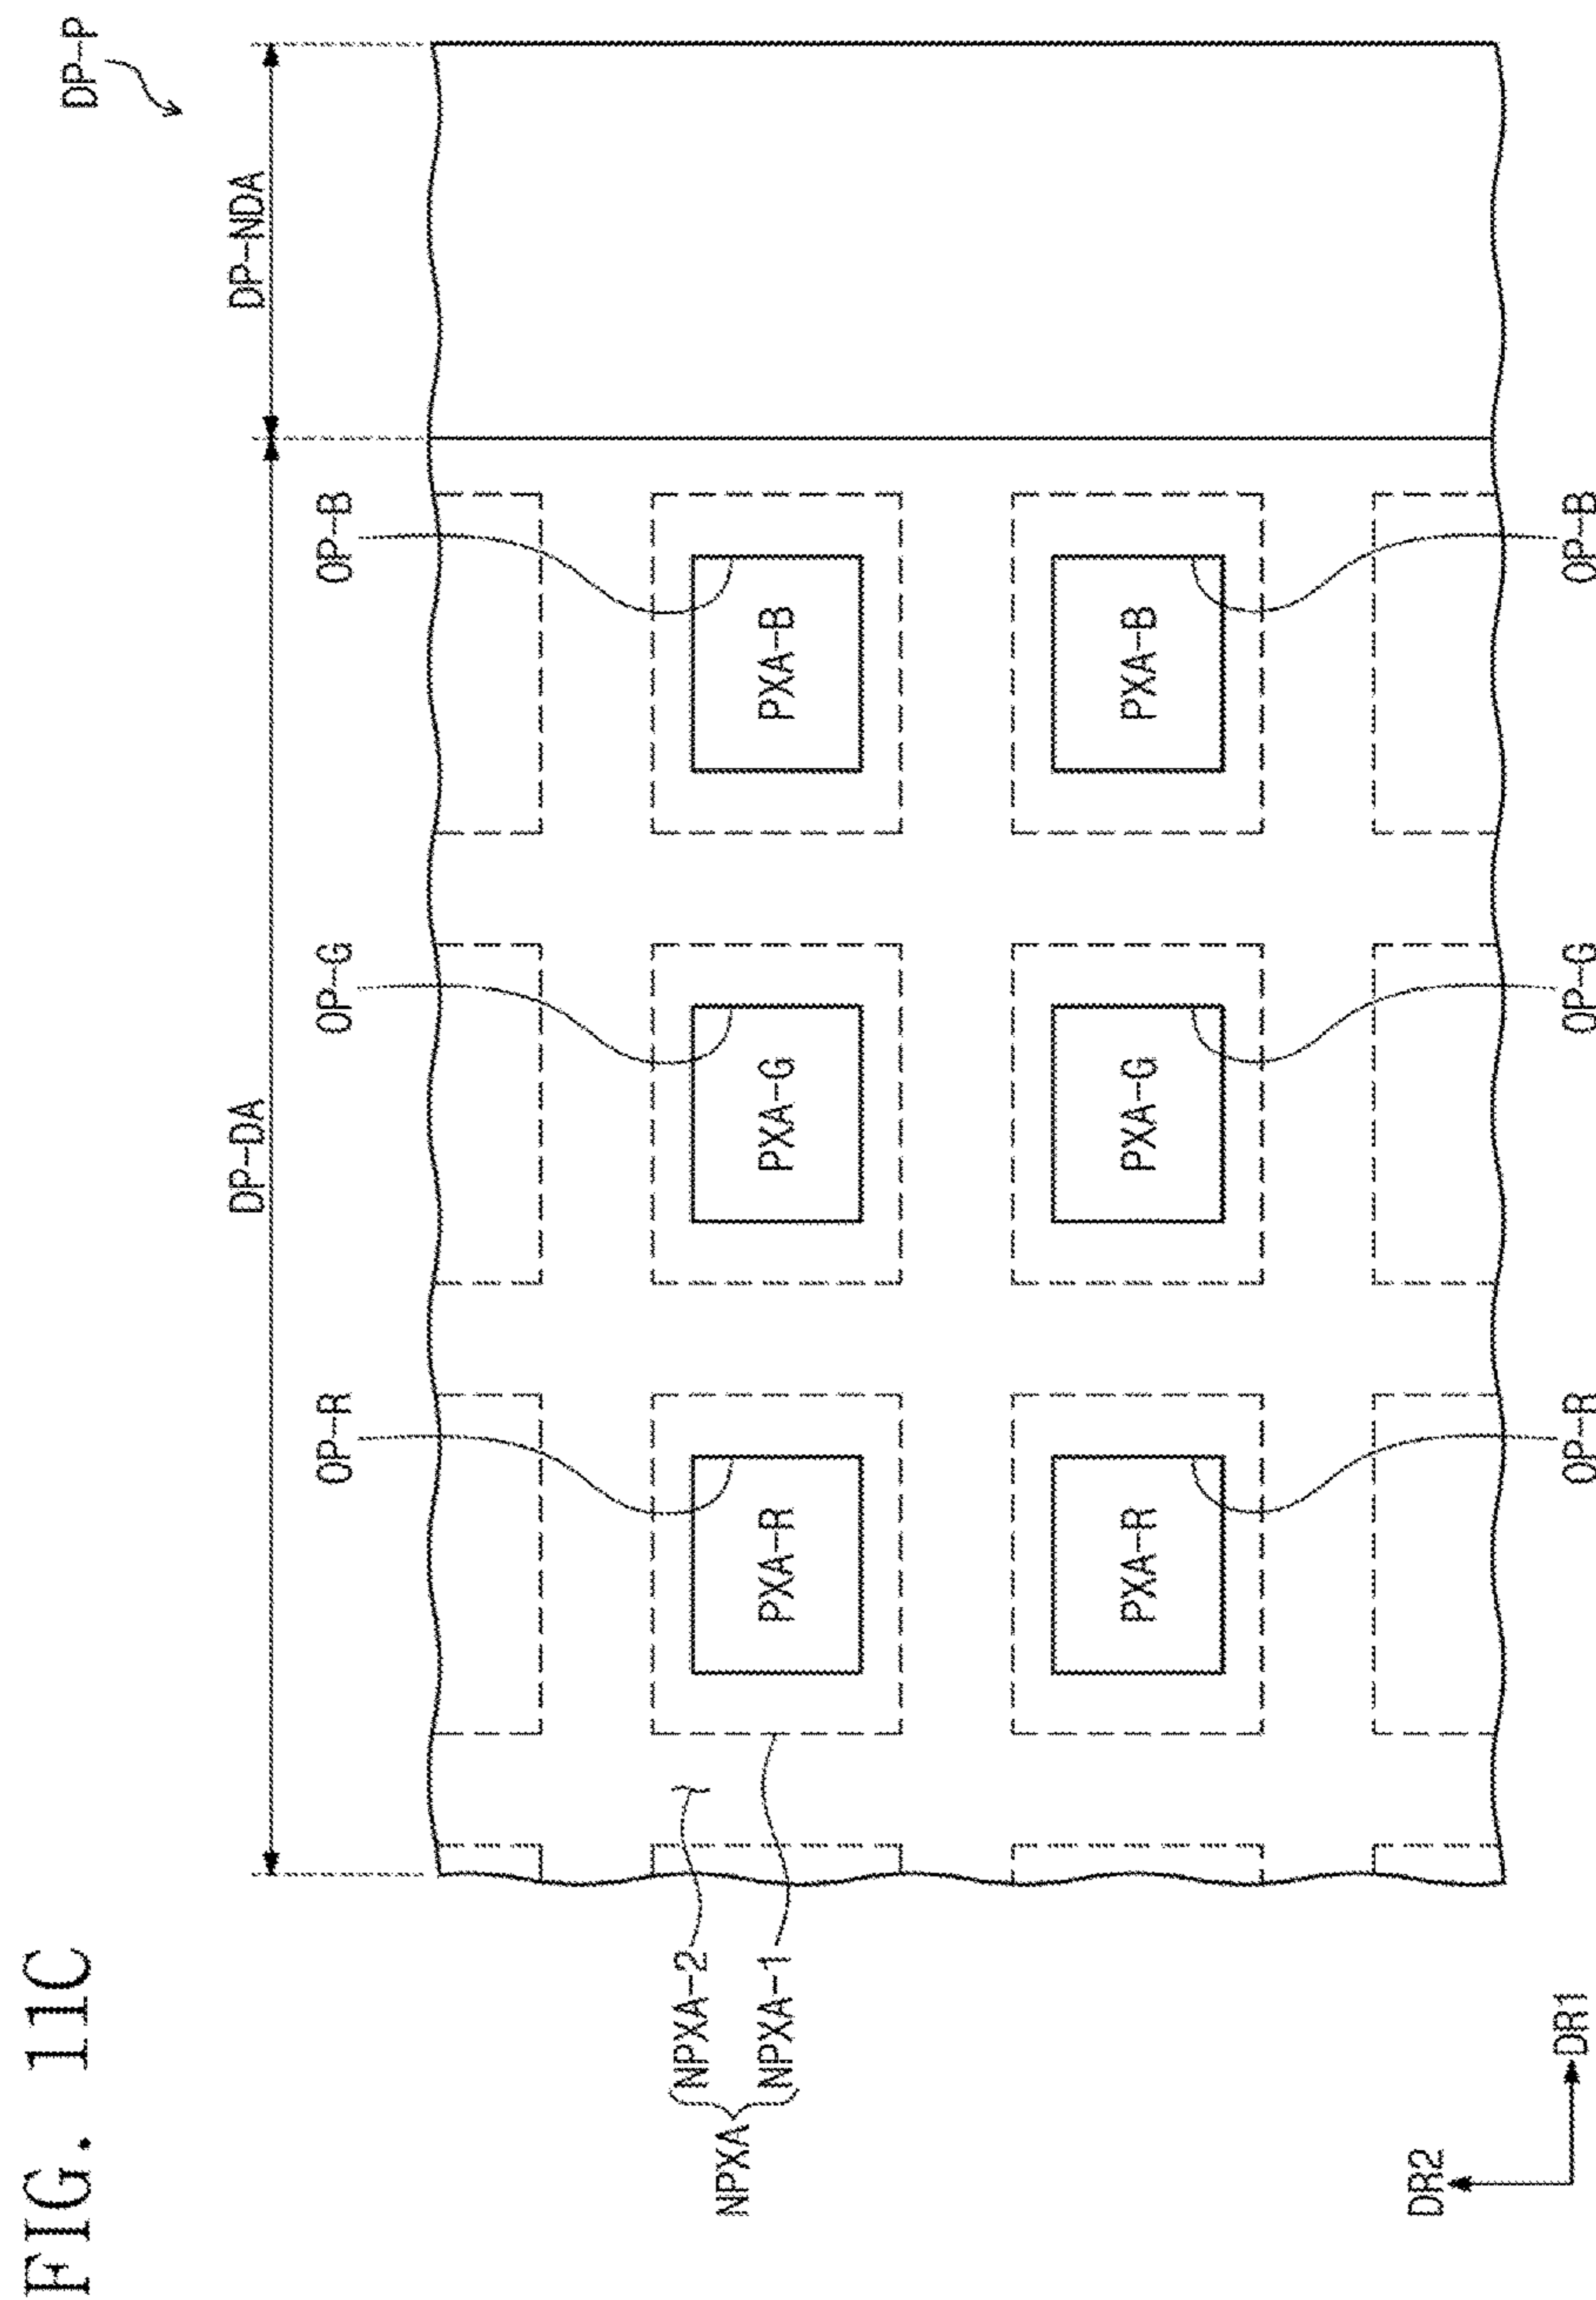 FIG. 11C
DP-P
DP-DA
DP-NDA
OP-R
OP-G
OP-B
NPXA
NPXA-2
NPXA-1
PXA-R
PXA-G
PXA-B
PXA-R
PXA-G
PXA-B
DR2
DR1
OP-R
OP-G
OP-B